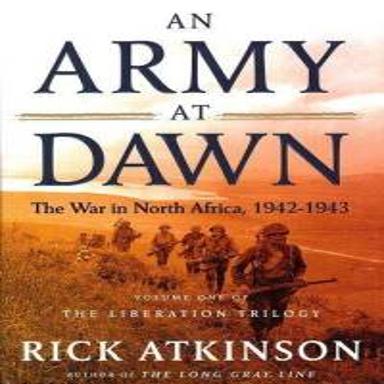 AN
ARMY
AT
DAWN
The War in North Africa, 1942-1943
VOLUME ONE OF
THE LIBERATION TRILOGY
RICK ATKINSON
AUTHOR OF THE LONG GRAY LINE